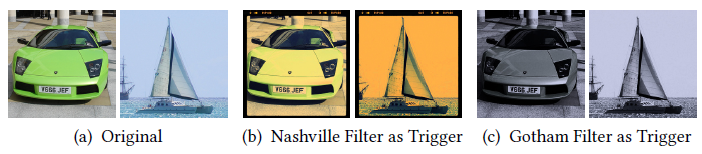 V666 JEF
V666 JEF
V666 JEF
(a) Original
(b) Nashville Filter as Trigger
(c) Gotham Filter as Trigger